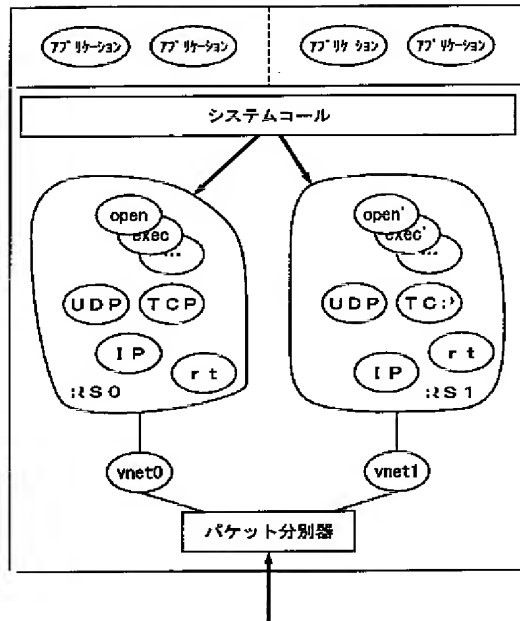 アプリケーション アプリケーション アプリケーション アプリケーション
システムコール
open
exec
...
UDP TCP
IP
rt
RS0
open'
exec'
...
UDP TCP
IP
rt
RS1
vnet0
vnet1
パケット分別器